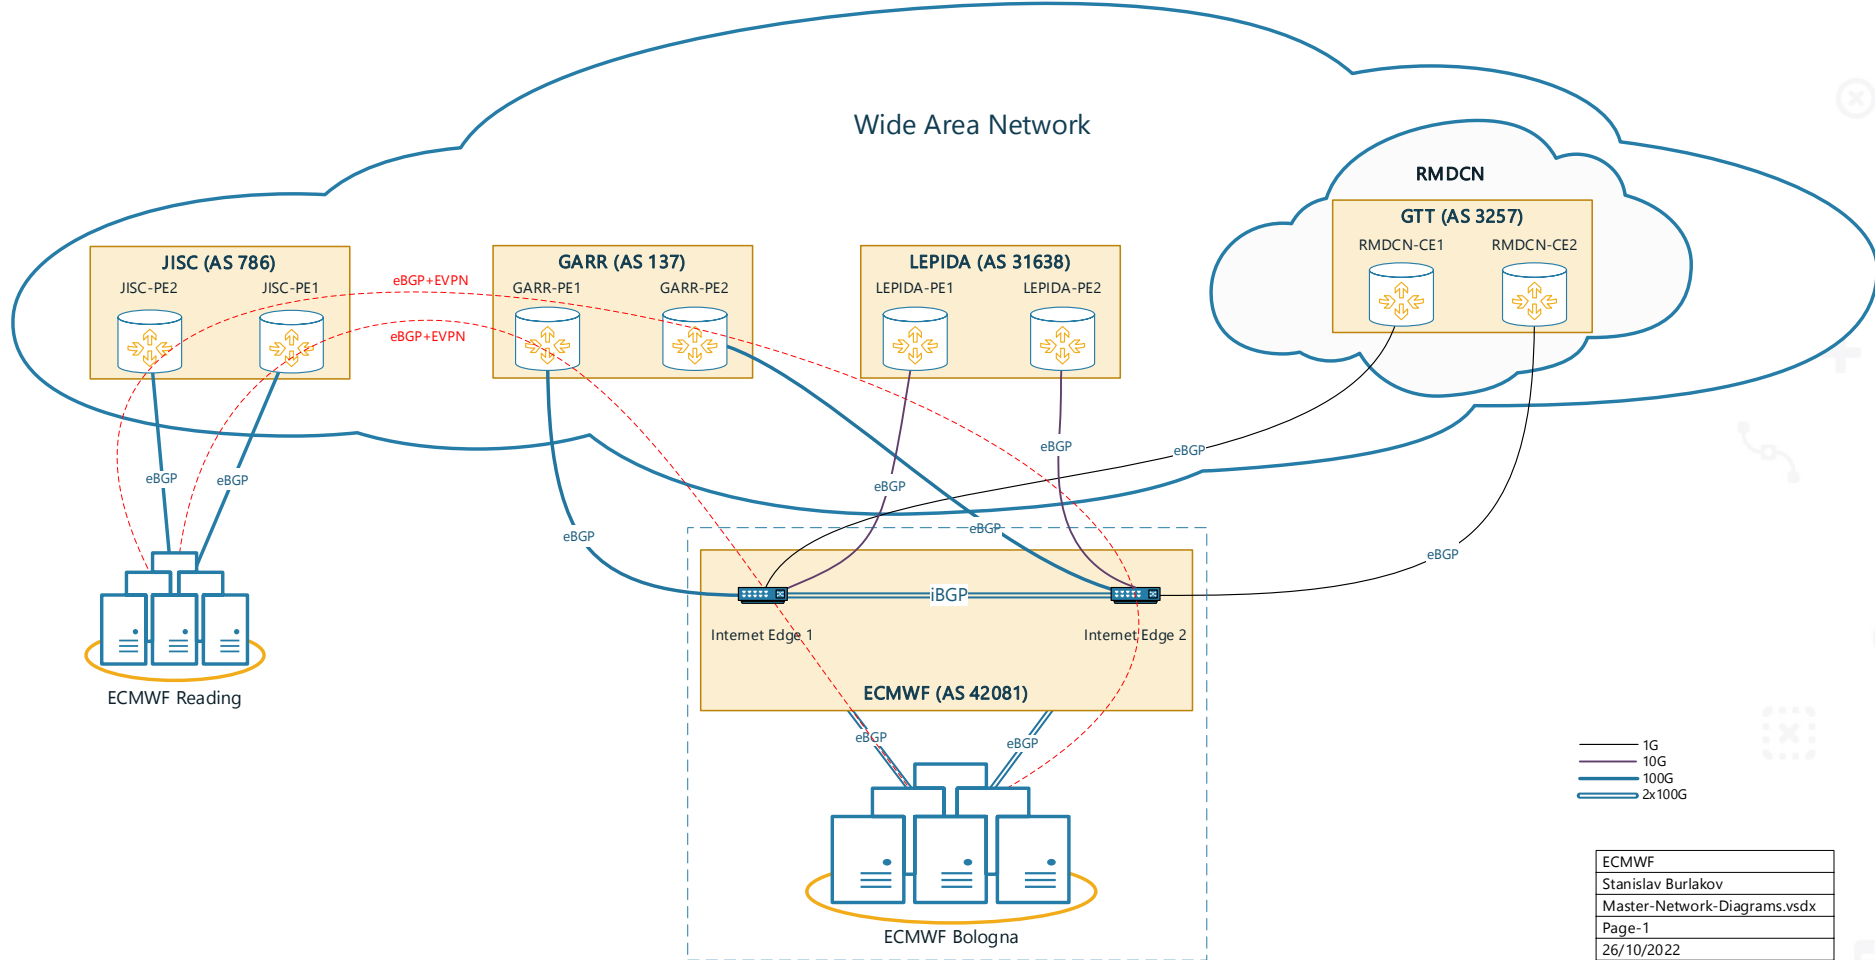 Wide Area Network
RMDCN
GTT (AS 3257)
RMDCN-CE1
RMDCN-CE2
JISC (AS 786)
JISC-PE2
JISC-PE1
eBGP+EVPN
eBGP+EVPN
GARR (AS 137)
GARR-PE1
GARR-PE2
LEPIDA (AS 31638)
LEPIDA-PE1
LEPIDA-PE2
eBGP
eBGP
eBGP
eBGP
eBGP
eBGP
eBGP
eBGP
iBGP
Internet Edge 1
Internet Edge 2
ECMWF (AS 42081)
ECMWF Reading
eBGP
eBGP
ECMWF Bologna
1G
10G
100G
2x100G
ECMWF
Stanislav Burlakov
Master-Network-Diagrams.vsdx
Page-1
26/10/2022